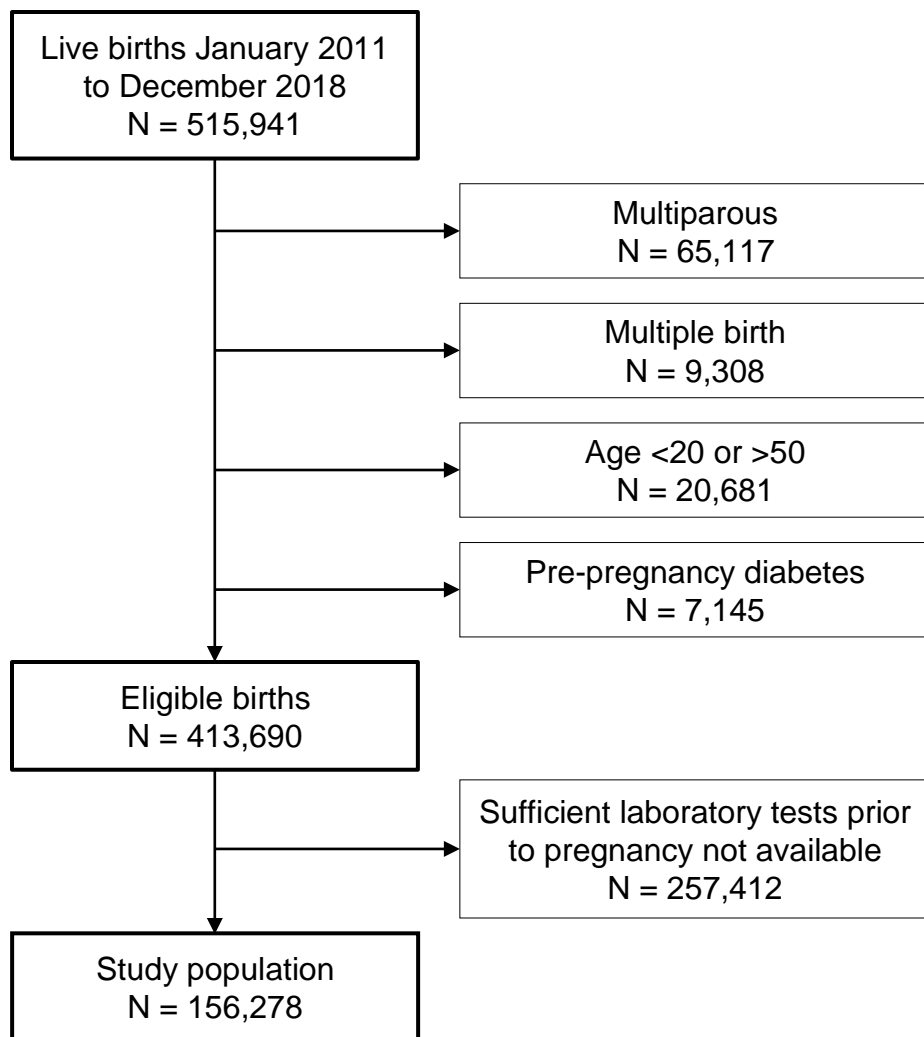 Live births January 2011
to December 2018
N = 515,941
Multiparous
N = 65,117
Multiple birth
N = 9,308
Age <20 or >50
N = 20,681
Pre-pregnancy diabetes
N = 7,145
Eligible births
N = 413,690
Sufficient laboratory tests prior
to pregnancy not available
N = 257,412
Study population
N = 156,278